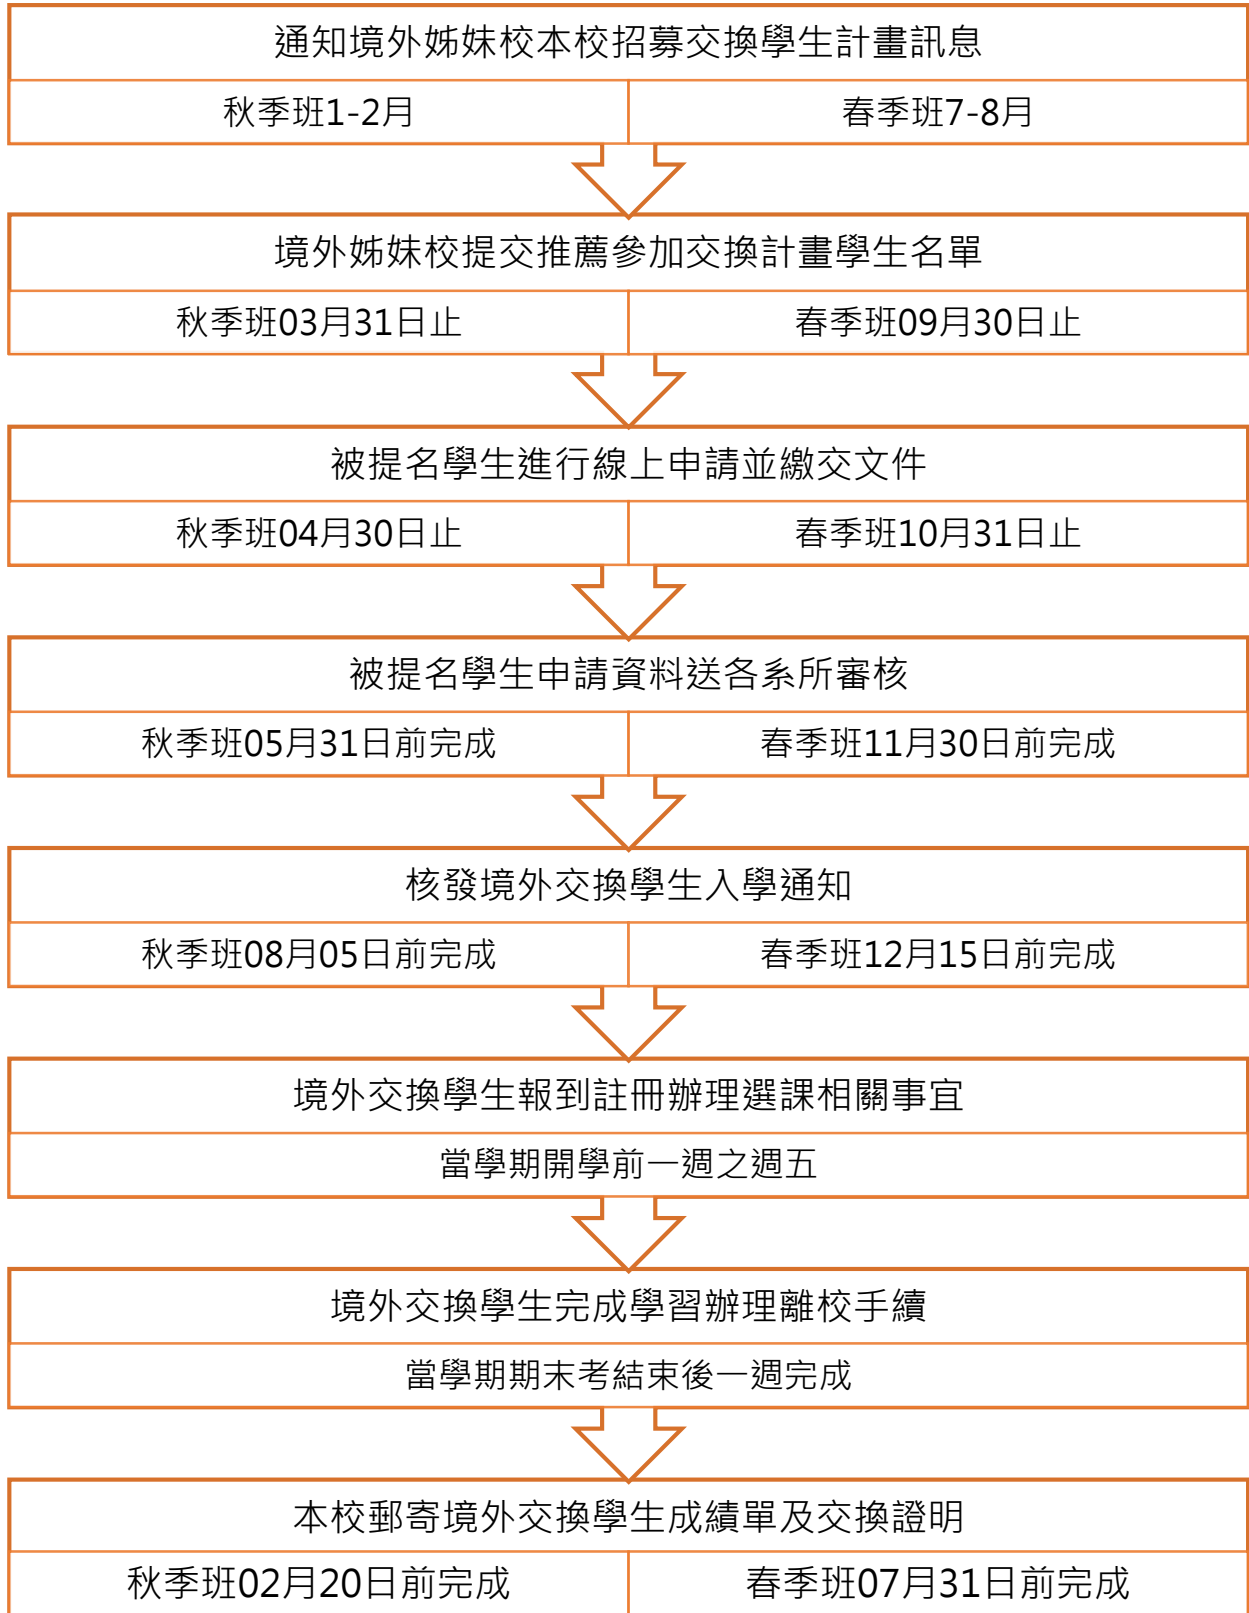 通知境外姊妹校本校招募交換學生計畫訊息
秋季班1-2月
春季班7-8月
境外姊妹校提交推薦參加交換計畫學生名單
秋季班03月31日止
春季班09月30日止
被提名學生進行線上申請並繳交文件
秋季班04月30日止
春季班10月31日止
被提名學生申請資料送各系所審核
秋季班05月31日前完成
春季班11月30日前完成
核發境外交換學生入學通知
秋季班08月05日前完成
春季班12月15日前完成
境外交換學生報到註冊辦理選課相關事宜
當學期開學前一週之週五
境外交換學生完成學習辦理離校手續
當學期期末考結束後一週完成
本校郵寄境外交換學生成績單及交換證明
秋季班02月20日前完成
春季班07月31日前完成